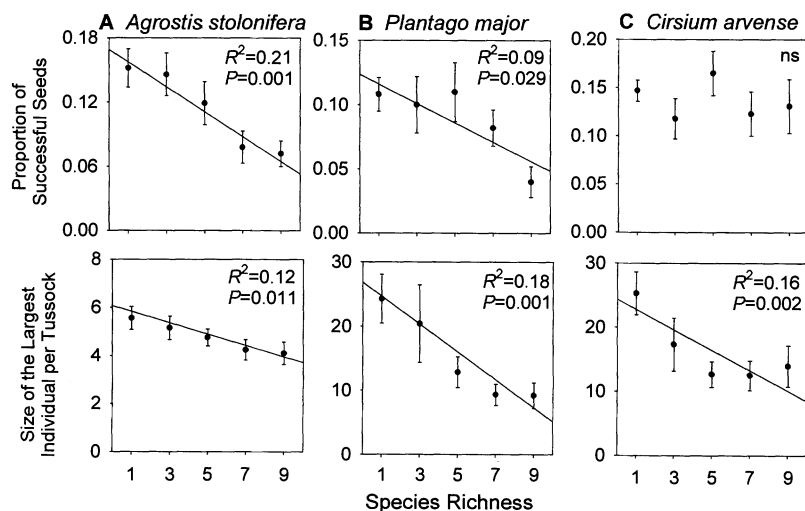 A Agrostis stolonifera
B Plantago major
C Cirsium arvense
Proportion of
Successful Seeds
0.18
0.12
0.06
0.00
R²=0.21
P=0.001
0.15
0.10
0.05
0.00
R²=0.09
P=0.029
0.20
0.15
0.10
0.05
0.00
ns
Size of the Largest
Individual per Tussock
8
6
4
2
0
R²=0.12
P=0.011
30
20
10
0
R²=0.18
P=0.001
30
20
10
0
R²=0.16
P=0.002
1 3 5 7 9
1 3 5 7 9
1 3 5 7 9
Species Richness